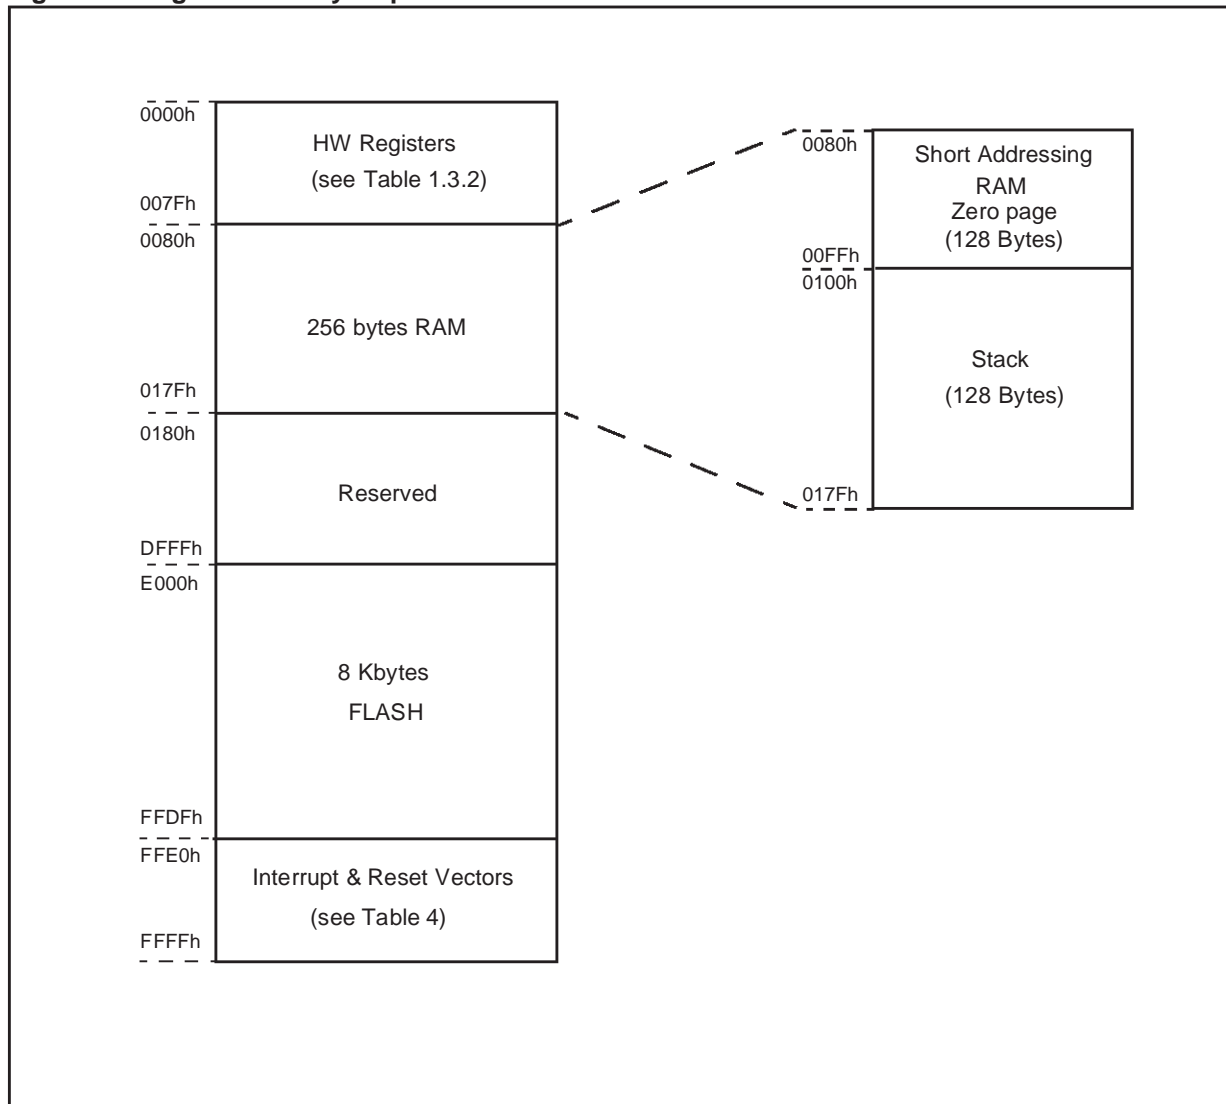 0000h
HW Registers
(see Table 1.3.2)
007Fh
0080h
256 bytes RAM
017Fh
0180h
Reserved
DFFFh
E000h
8 Kbytes
FLASH
FFDFh
FFE0h
Interrupt & Reset Vectors
(see Table 4)
FFFFh
0080h
Short Addressing
RAM
Zero page
(128 Bytes)
00FFh
0100h
Stack
(128 Bytes)
017Fh